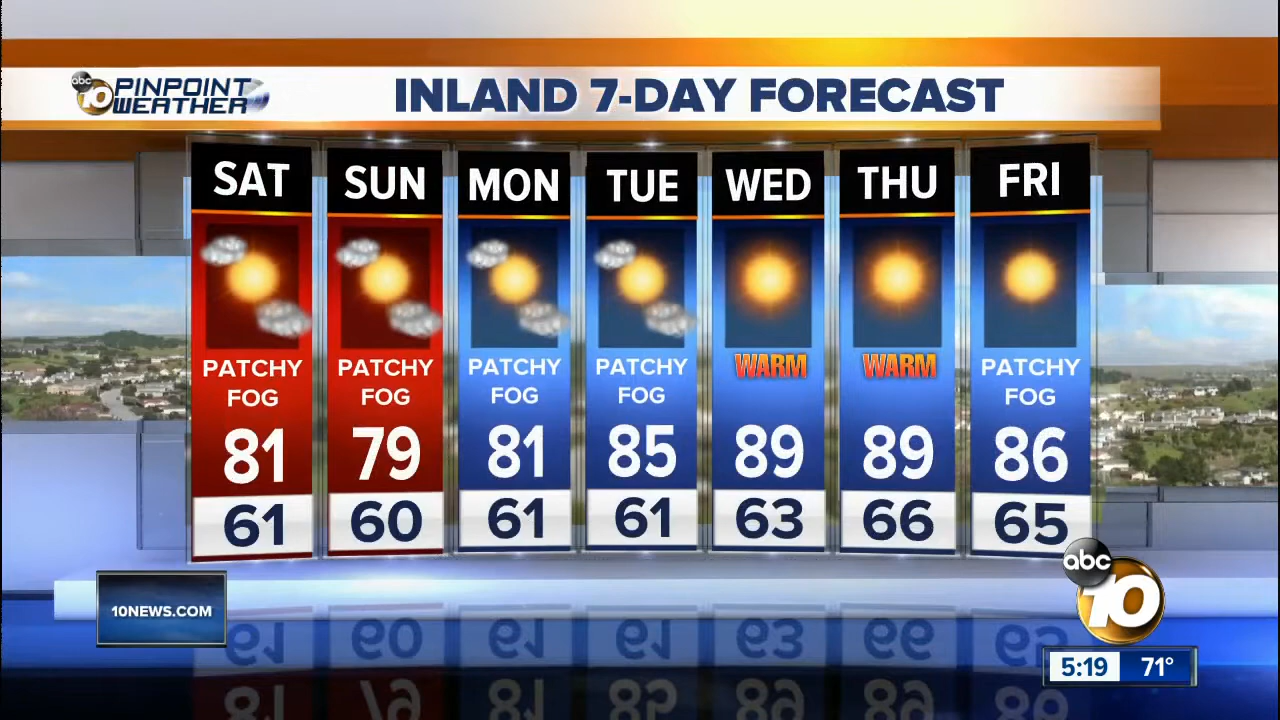 abc
10
PINPOINT
WEATHER
INLAND 7-DAY FORECAST
SAT SUN MON TUE WED THU FRI
PATCHY FOG
PATCHY FOG
PATCHY FOG
PATCHY FOG
WARM
WARM
PATCHY FOG
81 79 81 85 89 89 86
61 60 61 61 63 66 65
10NEWS.COM
abc
10
5:19 71°